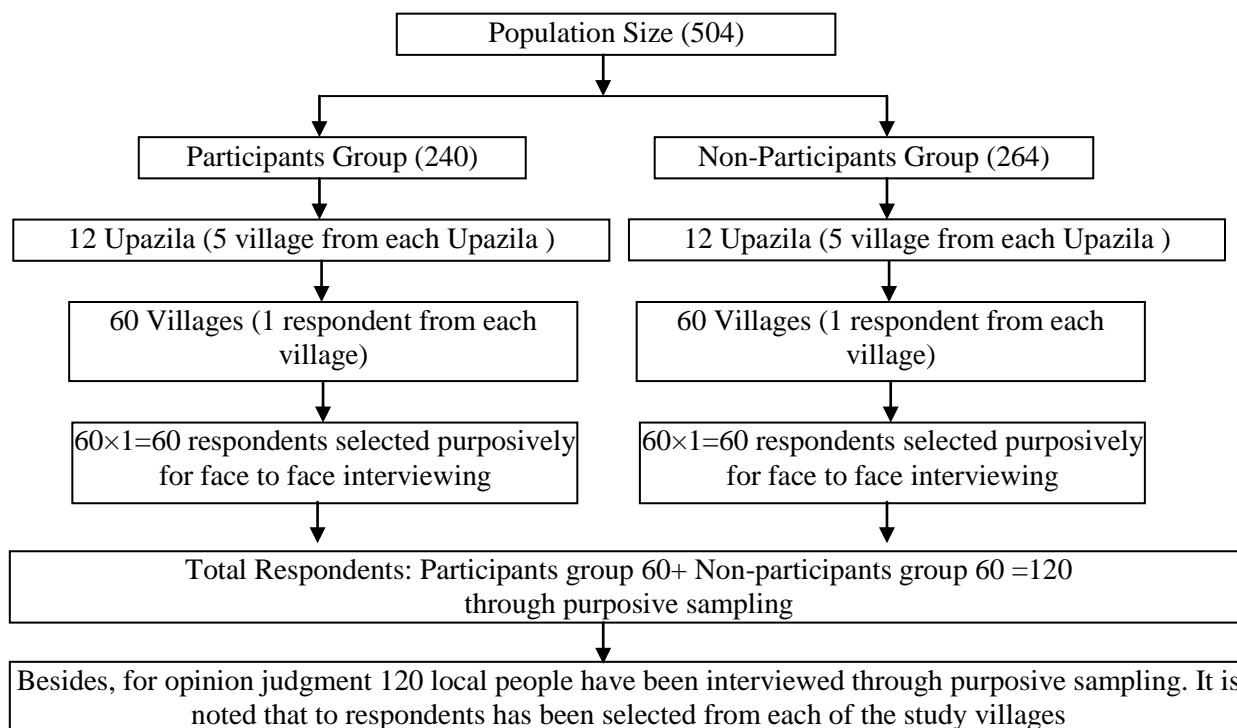 Population Size (504)
Participants Group (240)
Non-Participants Group (264)
12 Upazila (5 village from each Upazila )
12 Upazila (5 village from each Upazila )
60 Villages (1 respondent from each
village)
60 Villages (1 respondent from each
village)
60×1=60 respondents selected purposively
for face to face interviewing
60×1=60 respondents selected purposively
for face to face interviewing
Total Respondents: Participants group 60+ Non-participants group 60 =120
through purposive sampling
Besides, for opinion judgment 120 local people have been interviewed through purposive sampling. It is
noted that to respondents has been selected from each of the study villages